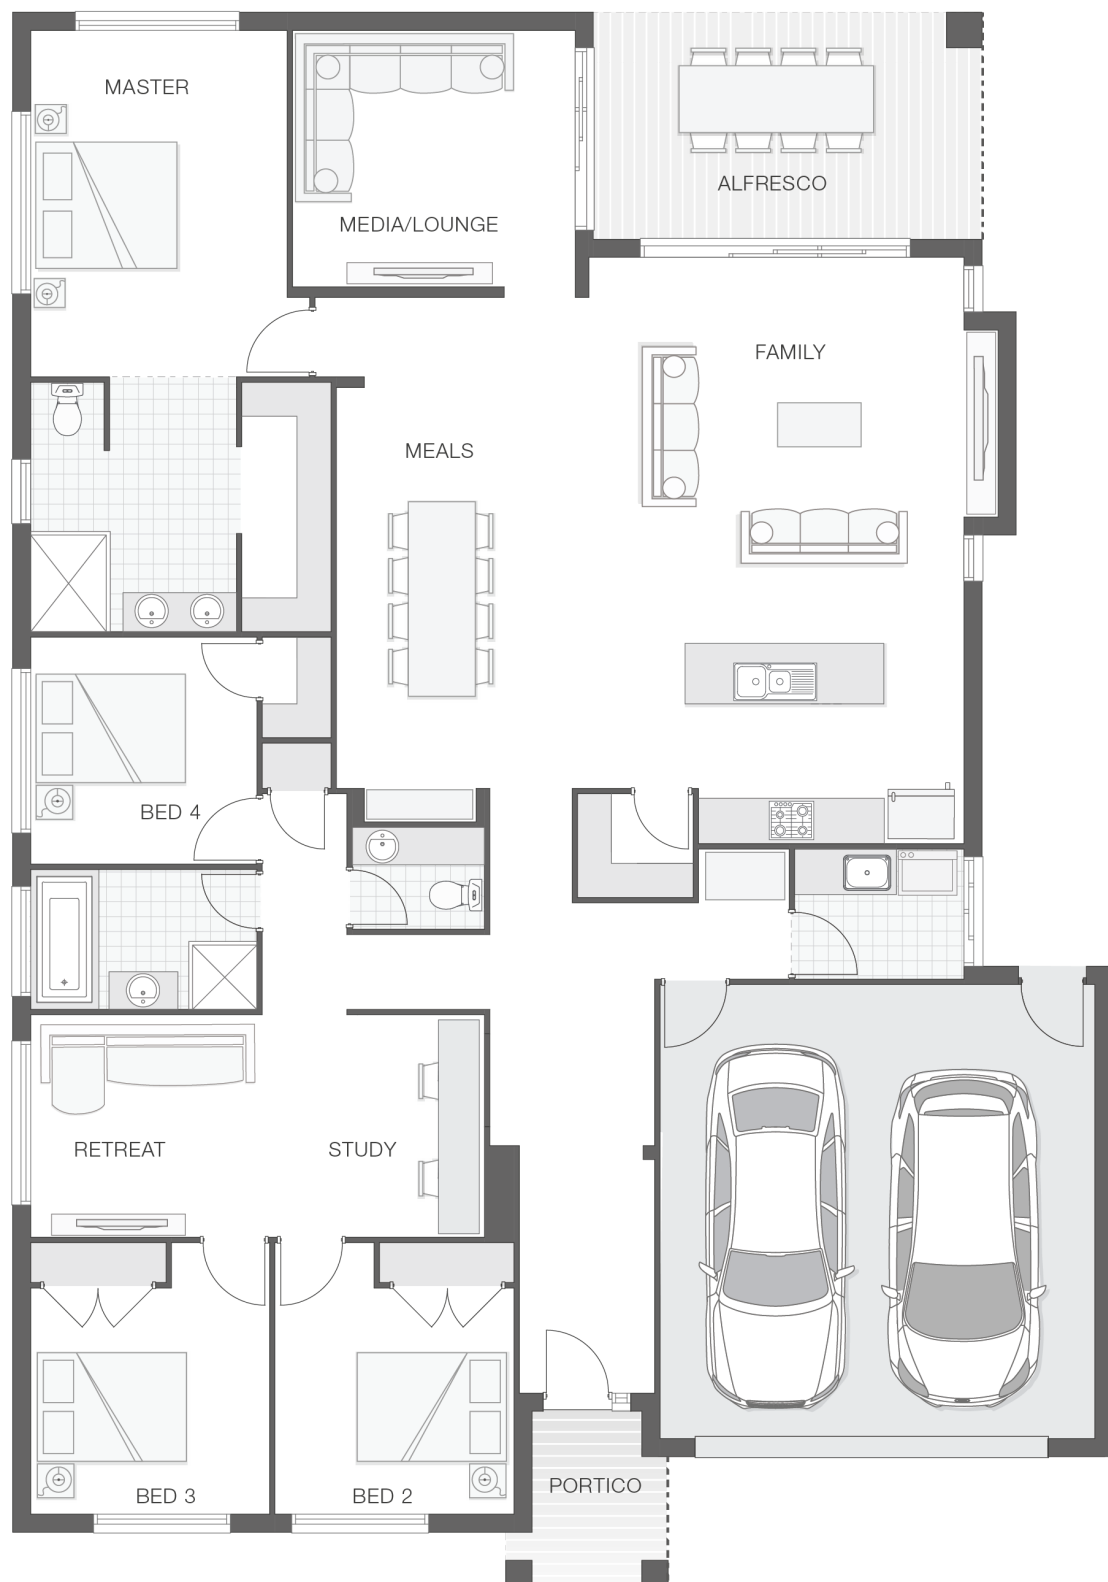 MASTER
MEDIA/LOUNGE
ALFRESCO
FAMILY
MEALS
BED 4
RETREAT
STUDY
BED 3
BED 2
PORTICO